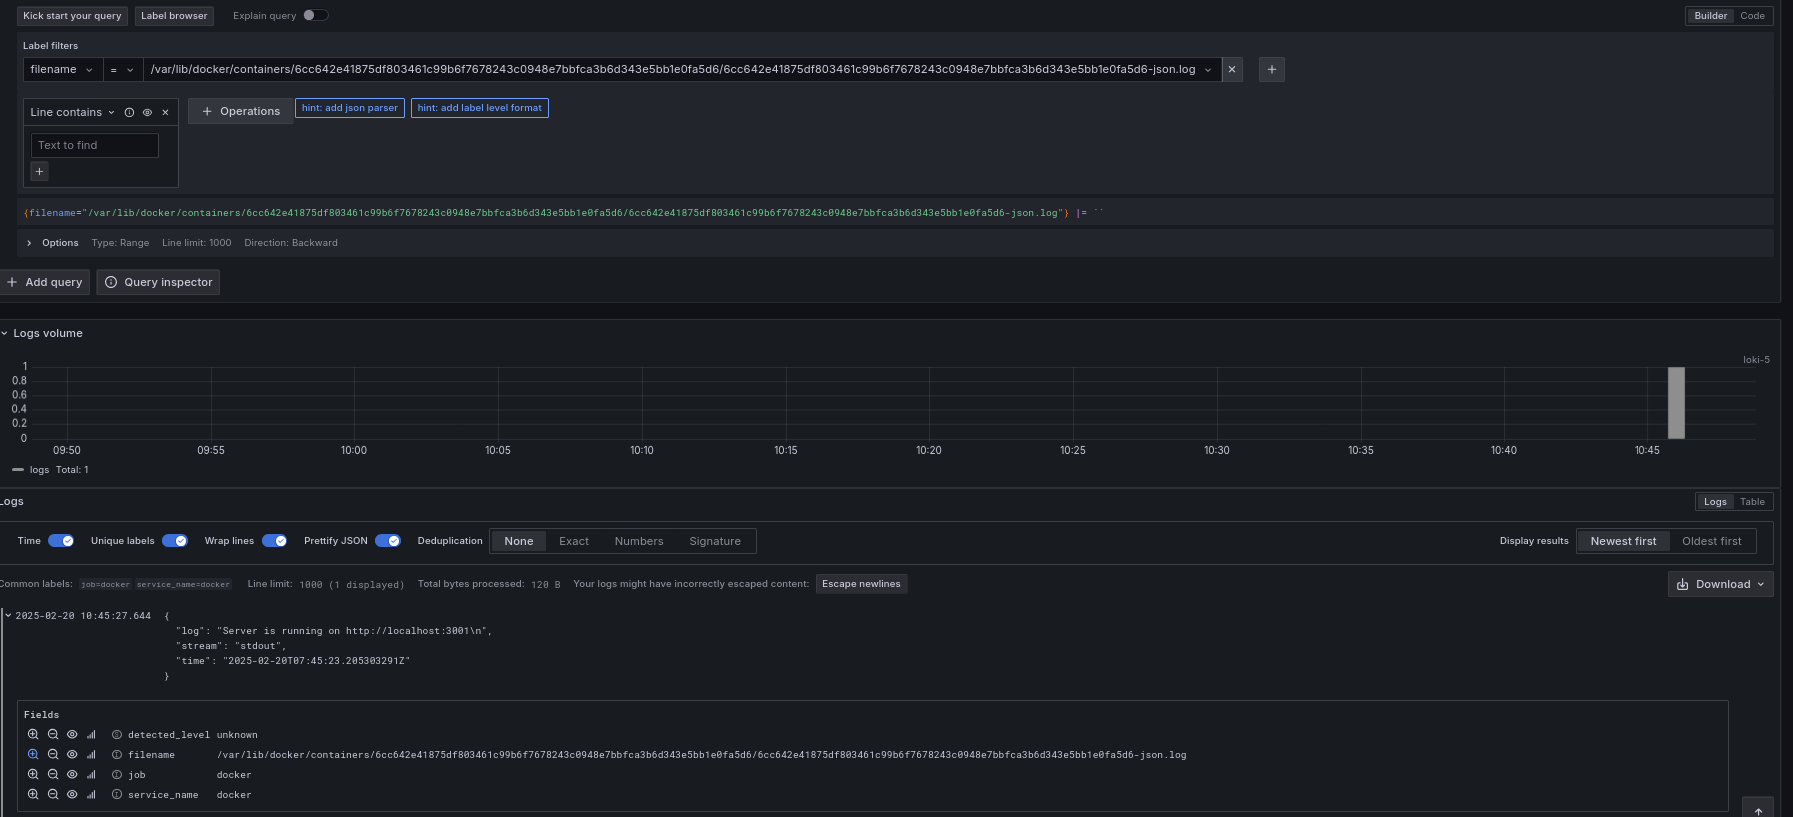 Kick start your query Label browser Explain query Builder Code
Label filters
filename = /var/lib/docker/containers/6cc642e41875df803461c99b6f7678243c0948e7bbfca3b6d343e5bb1e0fa5d6/6cc642e41875df803461c99b6f7678243c0948e7bbfca3b6d343e5bb1e0fa5d6-json.log
Line contains + Operations hint: add json parser hint: add label level format
Text to find
+
{filename="/var/lib/docker/containers/6cc642e41875df803461c99b6f7678243c0948e7bbfca3b6d343e5bb1e0fa5d6/6cc642e41875df803461c99b6f7678243c0948e7bbfca3b6d343e5bb1e0fa5d6-json.log"} |= ``
Options Type: Range Line limit: 1000 Direction: Backward
+ Add query Query inspector
Logs volume
loki-5
1
0.8
0.6
0.4
0.2
0
09:50 09:55 10:00 10:05 10:10 10:15 10:20 10:25 10:30 10:35 10:40 10:45
logs Total: 1
Logs Logs Table
Time Unique labels Wrap lines Prettify JSON Deduplication None Exact Numbers Signature Display results Newest first Oldest first
Common labels: job=docker service_name=docker Line limit: 1000 (1 displayed) Total bytes processed: 120 B Your logs might have incorrectly escaped content: Escape newlines Download
2025-02-20 10:45:27.644 {
"log": "Server is running on http://localhost:3001\n",
"stream": "stdout",
"time": "2025-02-20T07:45:23.205303291Z"
}
Fields
detected_level unknown
filename /var/lib/docker/containers/6cc642e41875df803461c99b6f7678243c0948e7bbfca3b6d343e5bb1e0fa5d6/6cc642e41875df803461c99b6f7678243c0948e7bbfca3b6d343e5bb1e0fa5d6-json.log
job docker
service_name docker